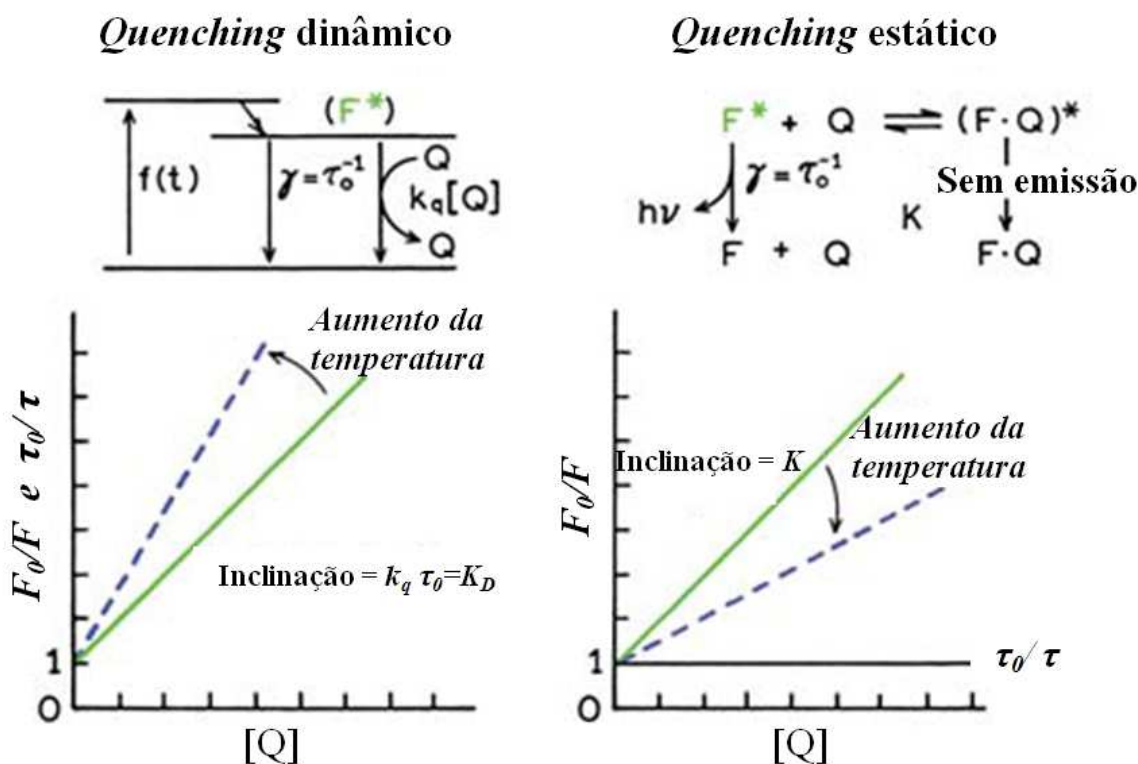 Quenching dinâmico
(F*)
f(t)
γ = τ₀⁻¹
Q
kq[Q]
Q
Aumento da
temperatura
F₀/F e τ₀/τ
Inclinação = kq τ₀=K_D
1
0
[Q]
Quenching estático
F* + Q ⇌ (F·Q)*
γ = τ₀⁻¹
Sem emissão
hν
K
F + Q
F·Q
Aumento da
temperatura
Inclinação = K
F₀/F
τ₀/τ
1
0
[Q]